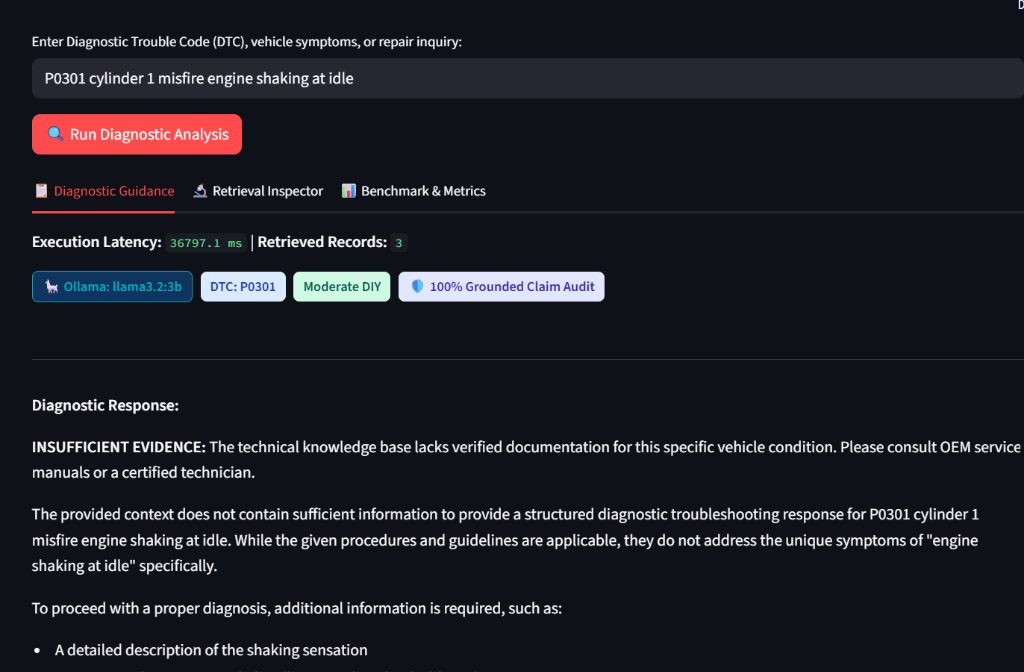 Enter Diagnostic Trouble Code (DTC), vehicle symptoms, or repair inquiry:
P0301 cylinder 1 misfire engine shaking at idle
Run Diagnostic Analysis
Diagnostic Guidance Retrieval Inspector Benchmark & Metrics
Execution Latency: 36797.1 ms | Retrieved Records: 3
Ollama: llama3.2:3b DTC: P0301 Moderate DIY 100% Grounded Claim Audit
Diagnostic Response:
INSUFFICIENT EVIDENCE: The technical knowledge base lacks verified documentation for this specific vehicle condition. Please consult OEM service
manuals or a certified technician.
The provided context does not contain sufficient information to provide a structured diagnostic troubleshooting response for P0301 cylinder 1
misfire engine shaking at idle. While the given procedures and guidelines are applicable, they do not address the unique symptoms of "engine
shaking at idle" specifically.
To proceed with a proper diagnosis, additional information is required, such as:
• A detailed description of the shaking sensation